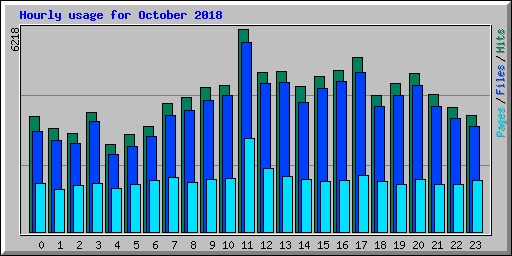 Hourly usage for October 2018
6218
Pages/Files/Hits
0 1 2 3 4 5 6 7 8 9 10 11 12 13 14 15 16 17 18 19 20 21 22 23